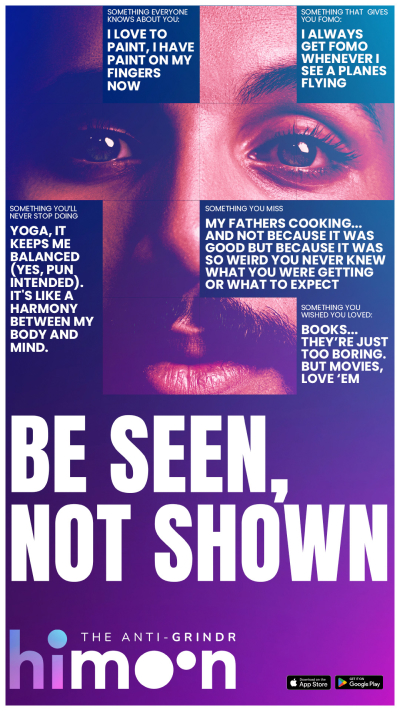 SOMETHING EVERYONE
KNOWS ABOUT YOU:
I LOVE TO
PAINT, I HAVE
PAINT ON MY
FINGERS
NOW
SOMETHING THAT GIVES
YOU FOMO:
I ALWAYS
GET FOMO
WHENEVER I
SEE A PLANES
FLYING
SOMETHING YOU'LL
NEVER STOP DOING
YOGA, IT
KEEPS ME
BALANCED
(YES, PUN
INTENDED).
IT'S LIKE A
HARMONY
BETWEEN MY
BODY AND
MIND.
SOMETHING YOU MISS
MY FATHERS COOKING...
AND NOT BECAUSE IT WAS
GOOD BUT BECAUSE IT WAS
SO WEIRD YOU NEVER KNEW
WHAT YOU WERE GETTING
OR WHAT TO EXPECT
SOMETHING YOU
WISHED YOU LOVED:
BOOKS...
THEY'RE JUST
TOO BORING.
BUT MOVIES,
LOVE ‘EM
BE SEEN,
NOT SHOWN
THE ANTI-GRINDR
himoon
Download on the
App Store
GET IT ON
Google Play